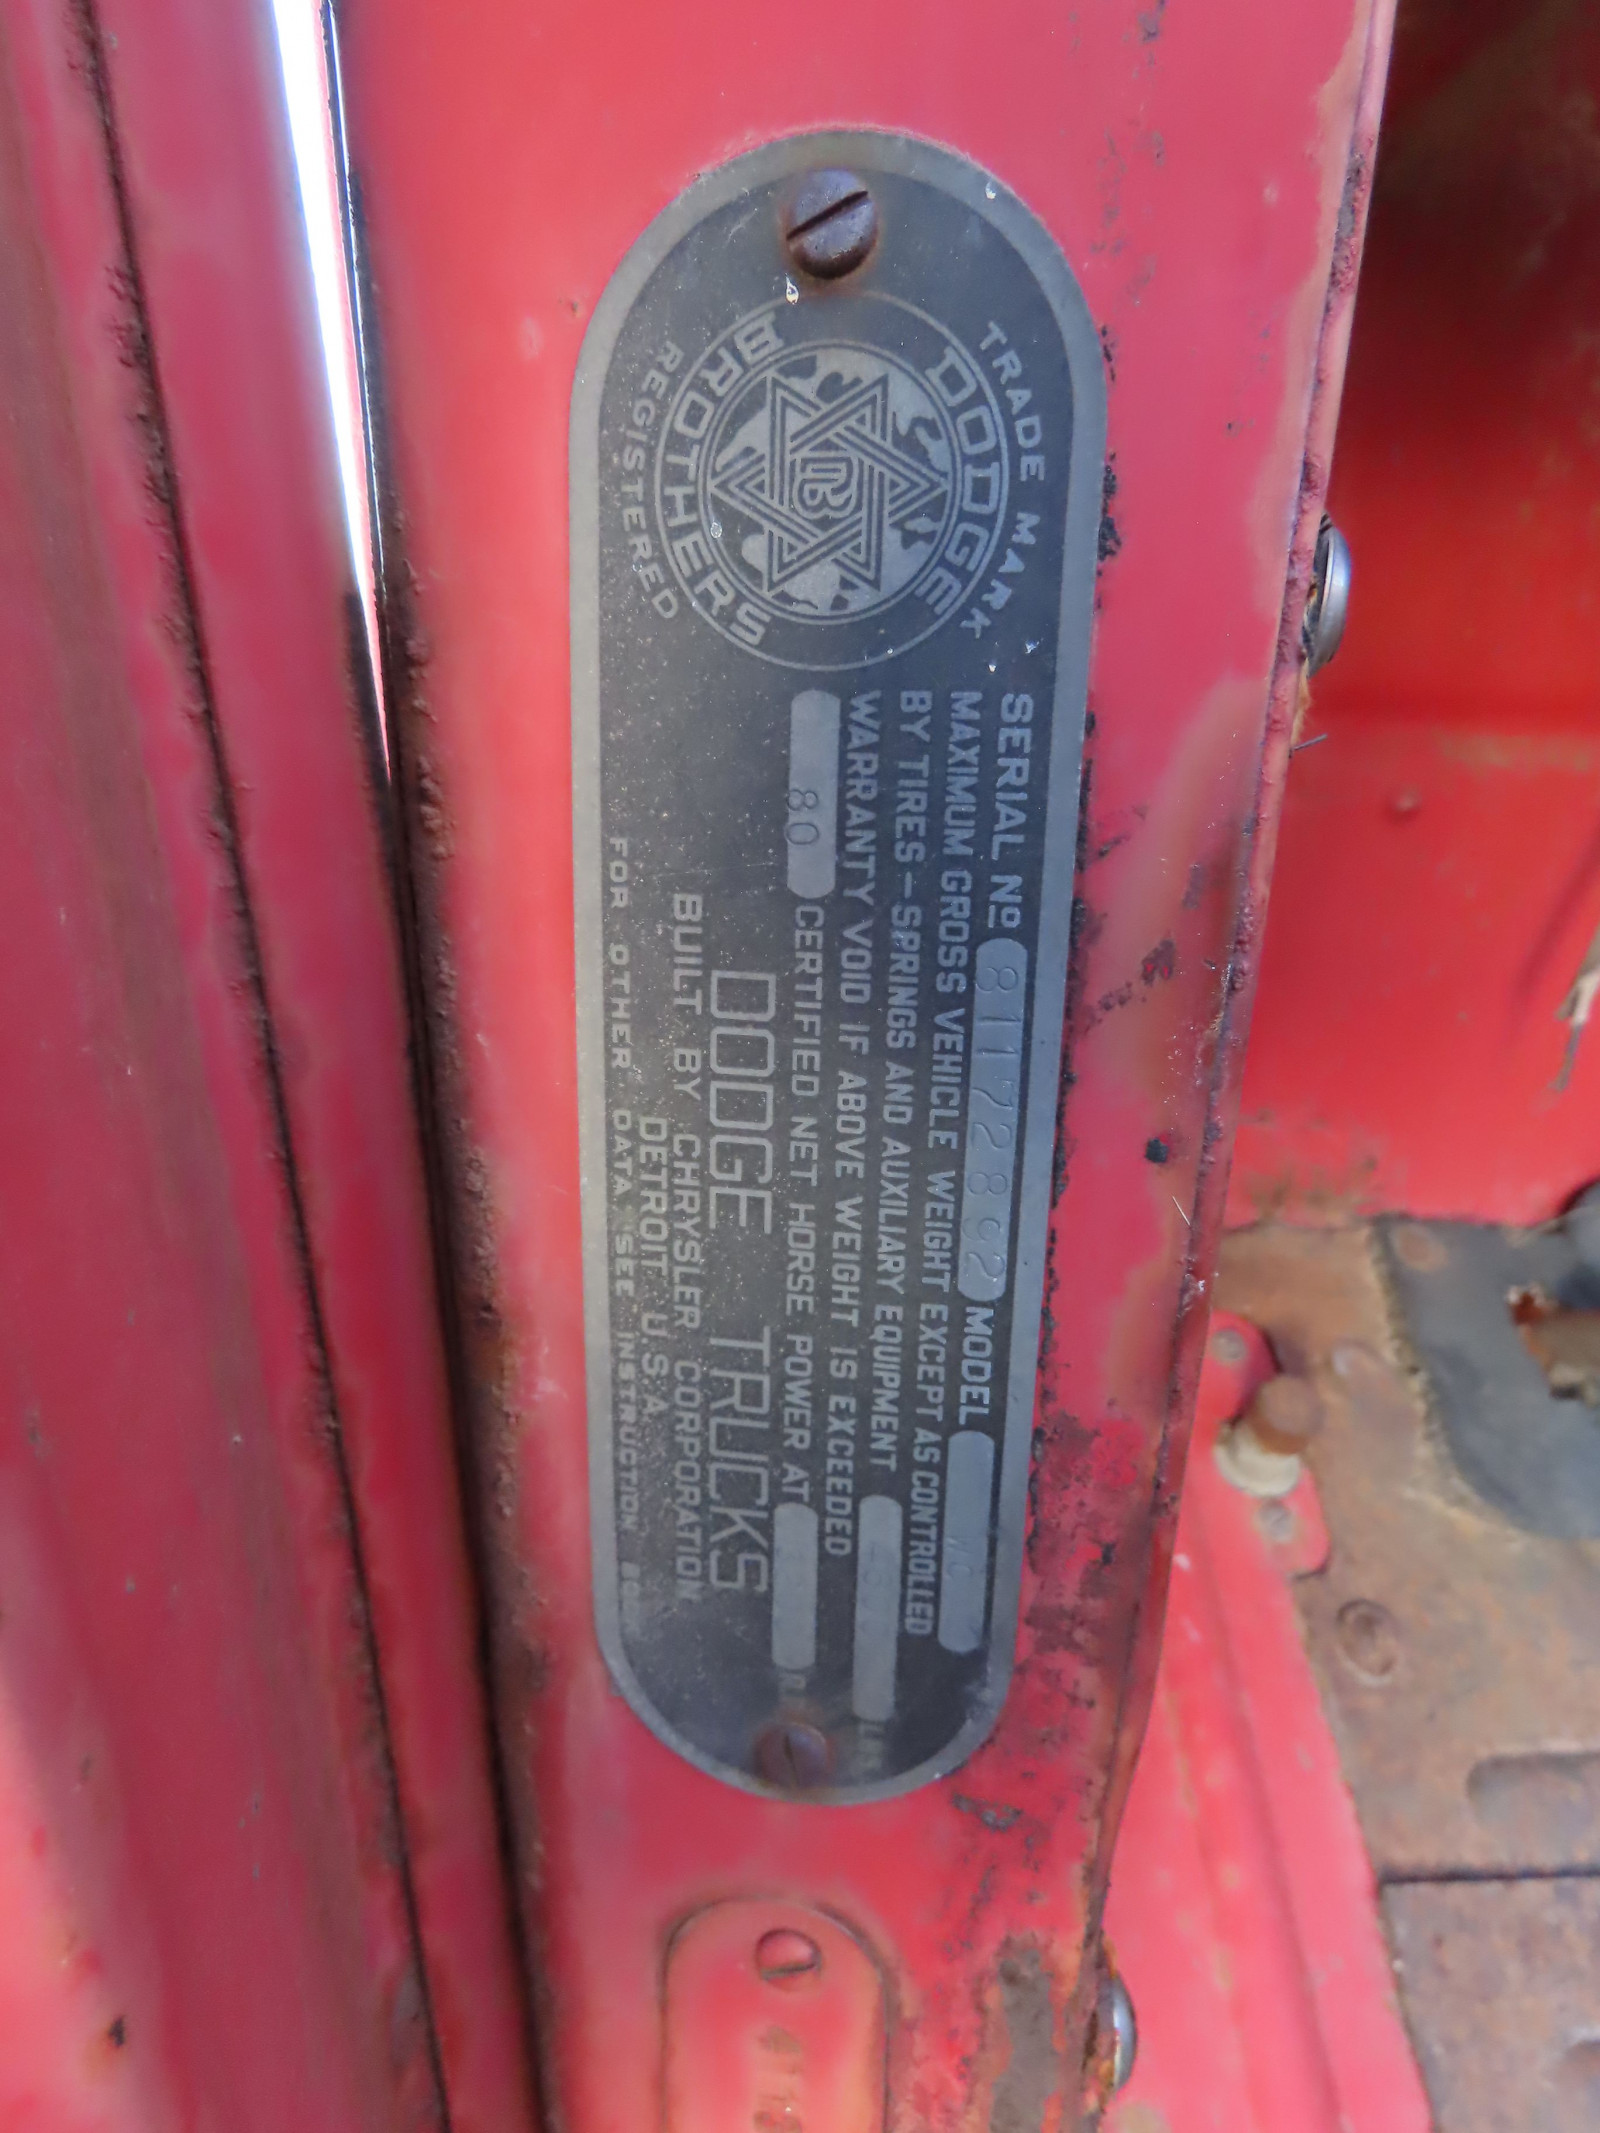 TRADE MARK
DODGE
BROTHERS
REGISTERED
SERIAL No 81172892 MODEL
MAXIMUM GROSS VEHICLE WEIGHT EXCEPT AS CONTROLLED
BY TIRES-SPRINGS AND AUXILIARY EQUIPMENT LBS
WARRANTY VOID IF ABOVE WEIGHT IS EXCEEDED
80 CERTIFIED NET HORSE POWER AT
DODGE TRUCKS
BUILT BY CHRYSLER CORPORATION
DETROIT U.S.A.
FOR OTHER DATA SEE INSTRUCTION